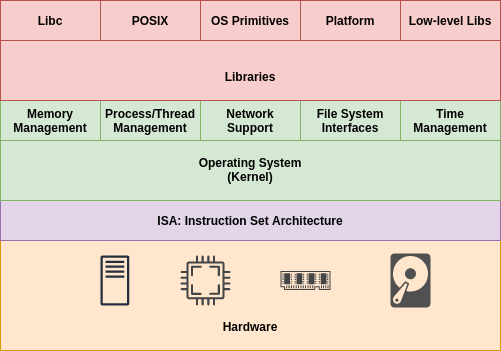 Libc POSIX OS Primitives Platform Low-level Libs
Libraries
Memory Management
Process/Thread Management
Network Support
File System Interfaces
Time Management
Operating System
(Kernel)
ISA: Instruction Set Architecture
Hardware